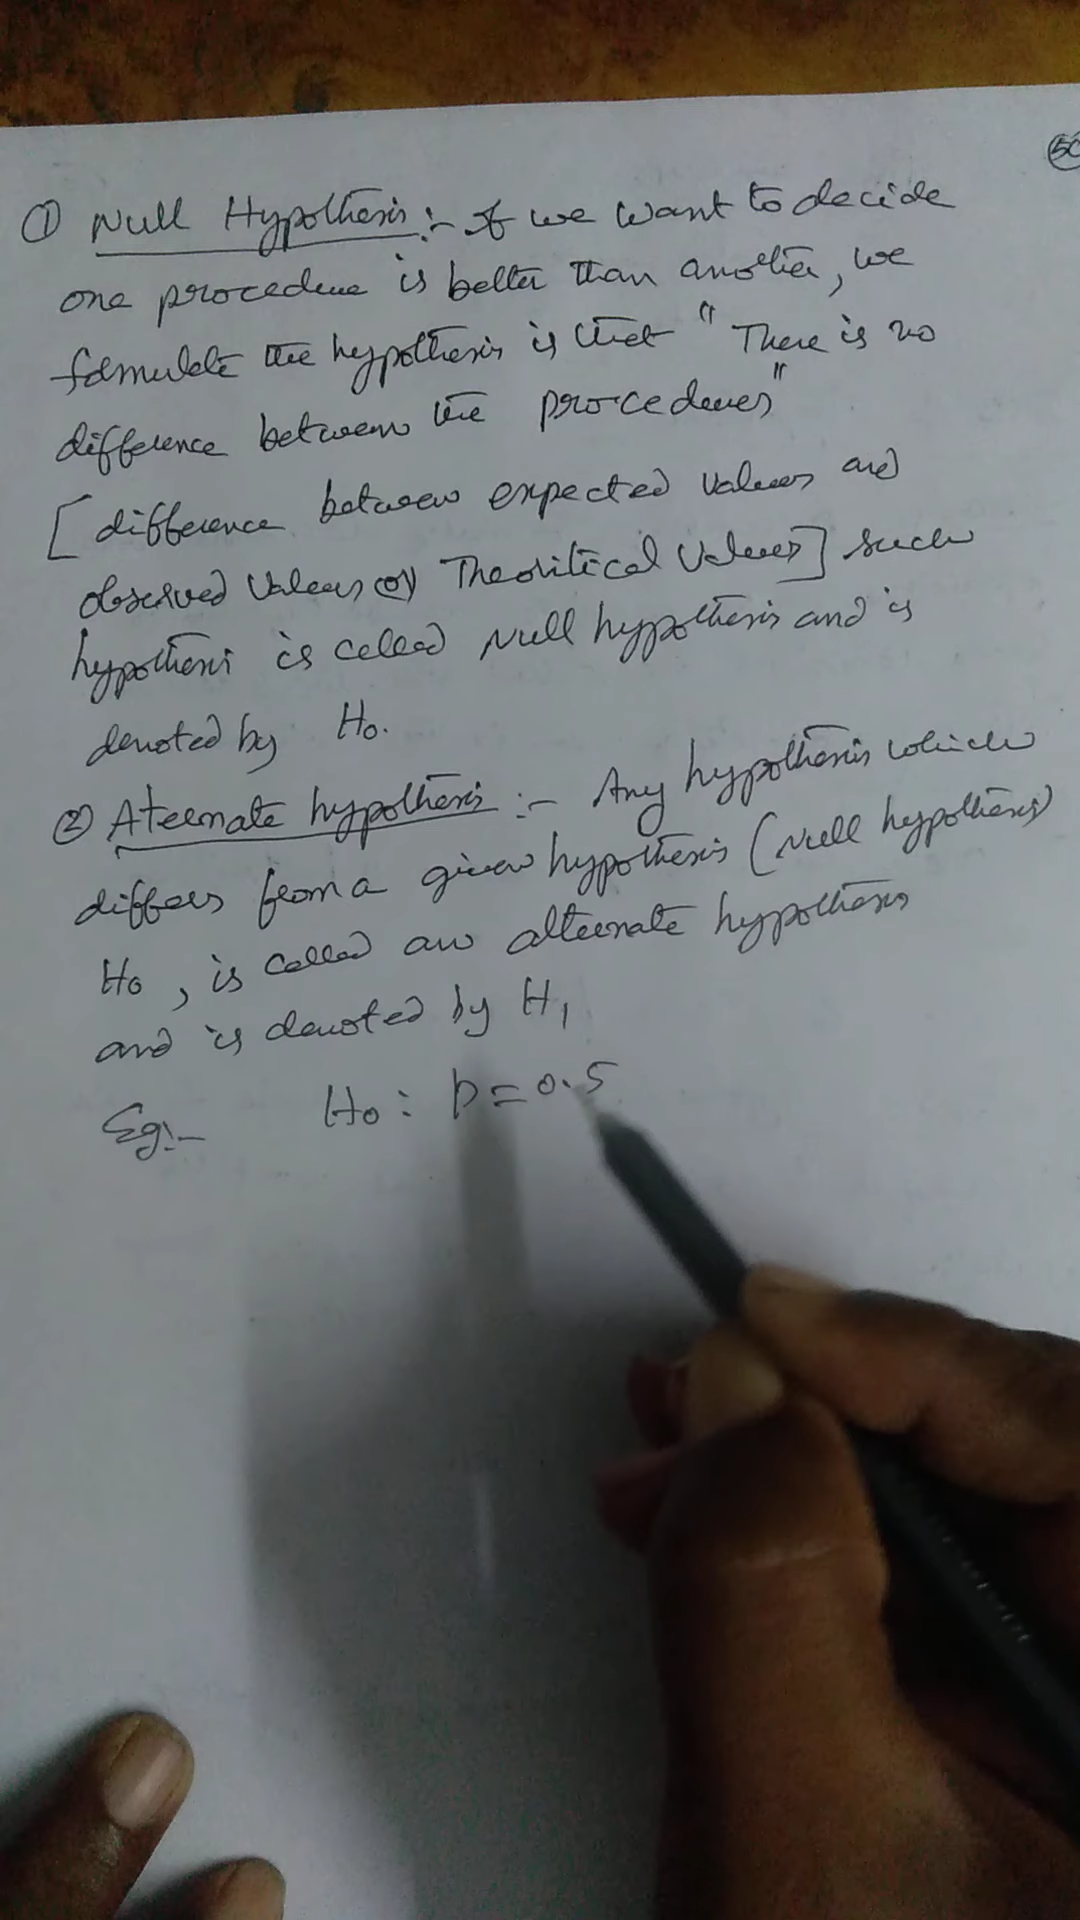 50
① Null Hypothesis :- If we want to decide
one procedure is better than another, we
formulate the hypothesis is that "There is no
difference between the procedures"
[difference between expected values and
observed values (or) Theoritical Values] such
hypothesis is called Null hypothesis and is
denoted by H0.
② Aternate hypothesis :- Any hypothesis which
differs from a given hypothesis (Null hypothesis)
H0, is called an alternate hypothesis
and is denoted by H1
Eg:- H0: p=0.5